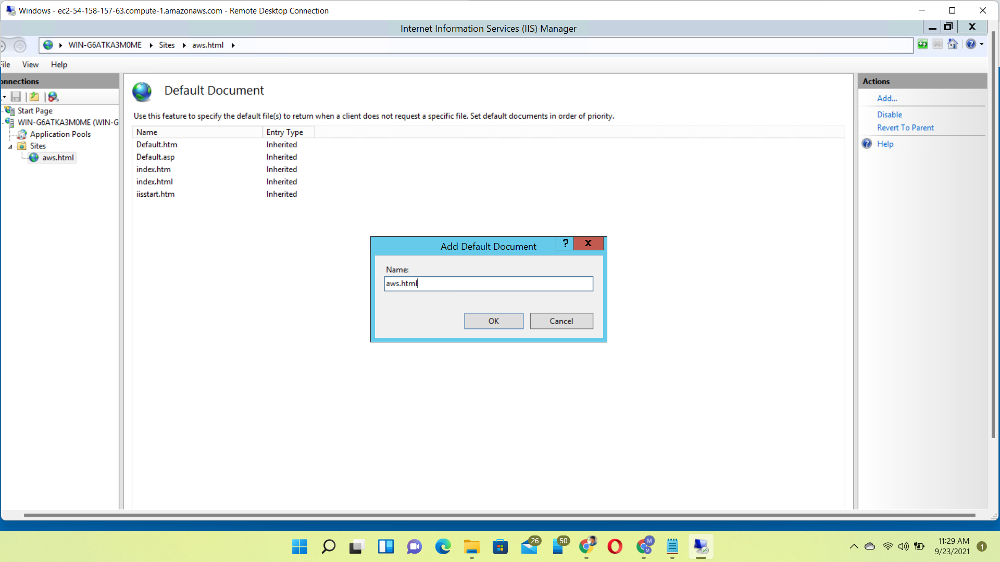 Windows - ec2-54-158-157-63.compute-1.amazonaws.com - Remote Desktop Connection
Internet Information Services (IIS) Manager
WIN-G6ATKA3M0ME Sites aws.html
ile View Help
onnections
Start Page
WIN-G6ATKA3M0ME (WIN-G
Application Pools
Sites
aws.html
Default Document
Use this feature to specify the default file(s) to return when a client does not request a specific file. Set default documents in order of priority.
Name Entry Type
Default.htm Inherited
Default.asp Inherited
index.htm Inherited
index.html Inherited
iisstart.htm Inherited
Add Default Document ? X
Name:
aws.html
OK Cancel
Actions
Add...
Disable
Revert To Parent
Help
26
50
M
M
11:29 AM
9/23/2021
1